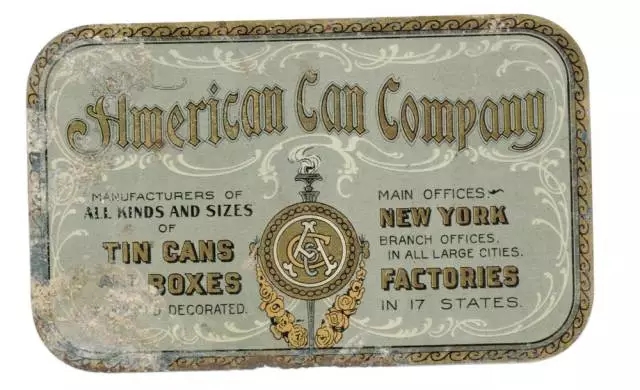 American Can Company
MANUFACTURERS OF
ALL KINDS AND SIZES
OF
TIN CANS
AND BOXES
DECORATED.
ACC
MAIN OFFICES.
NEW YORK
BRANCH OFFICES.
IN ALL LARGE CITIES.
FACTORIES
IN 17 STATES.